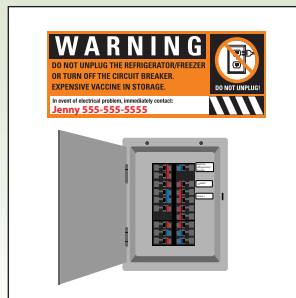 WARNING
DO NOT UNPLUG THE REFRIGERATOR/FREEZER
OR TURN OFF THE CIRCUIT BREAKER.
EXPENSIVE VACCINE IN STORAGE.
In event of electrical problem, immediately contact:
Jenny 555-555-5555
DO NOT UNPLUG!